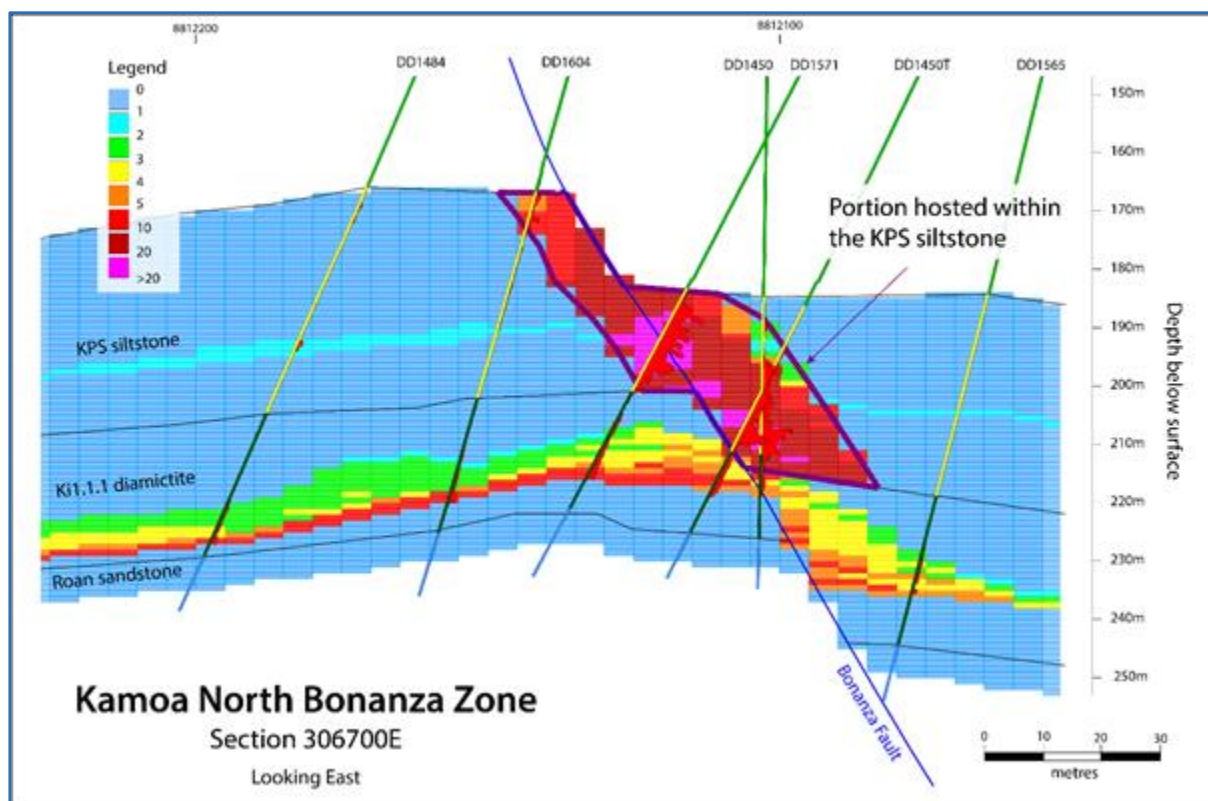 8812200
8812100
Legend
0
1
2
3
4
5
10
20
>20
DD1484
DD1604
DD1450
DD1571
DD1450T
DD1565
150m
160m
170m
180m
190m
200m
210m
220m
230m
240m
250m
Depth below surface
Portion hosted within
the KPS siltstone
KPS siltstone
Ki1.1.1 diamictite
Roan sandstone
Bonanza Fault
Kamoa North Bonanza Zone
Section 306700E
Looking East
0
10
20
30
metres